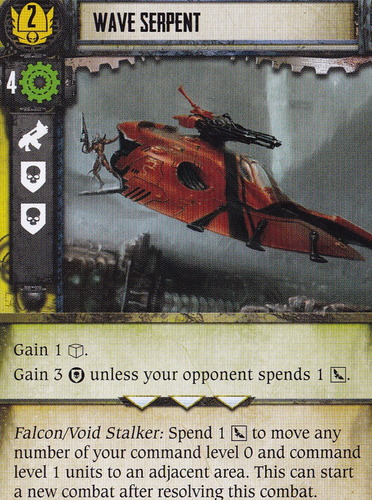 2
WAVE SERPENT
4
Gain 1 .
Gain 3 unless your opponent spends 1 .
Falcon/Void Stalker: Spend 1 to move any
number of your command level 0 and command
level 1 units to an adjacent area. This can start
a new combat after resolving this combat.